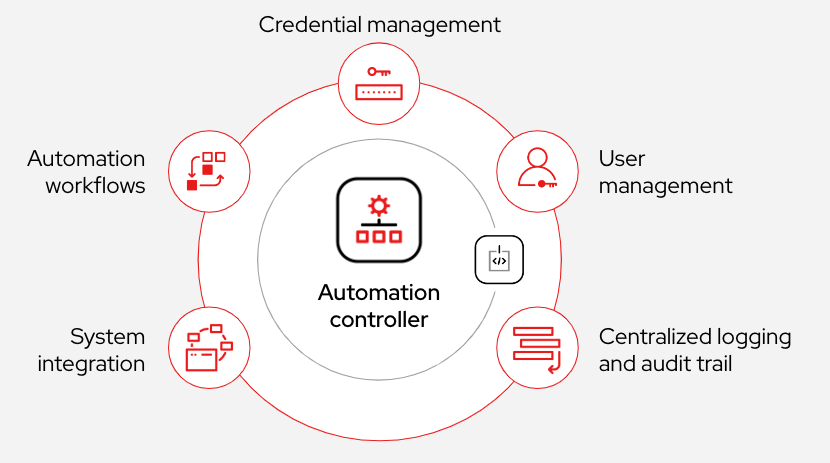 Credential management
Automation
workflows
User
management
Automation
controller
System
integration
Centralized logging
and audit trail